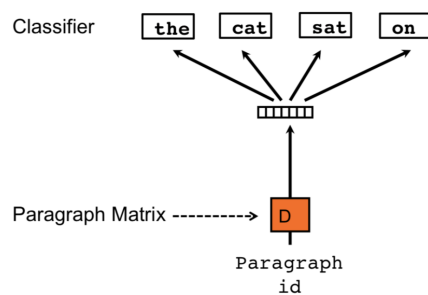 Classifier the cat sat on
Paragraph Matrix D
Paragraph
id